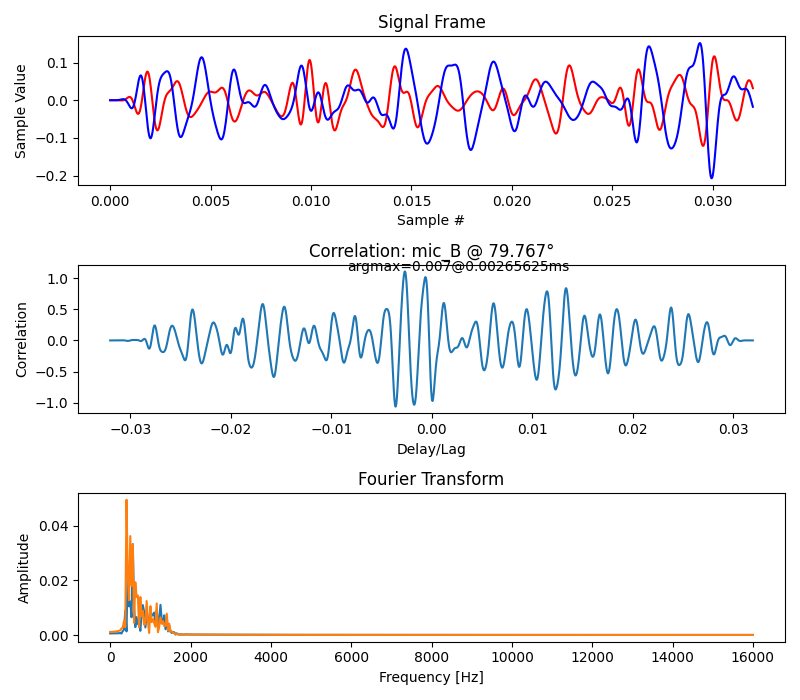 Signal Frame
Sample Value
0.1
0.0
−0.1
−0.2
0.000 0.005 0.010 0.015 0.020 0.025 0.030
Sample #
Correlation: mic_B @ 79.767°
argmax=0.007@0.00265625ms
Correlation
1.0
0.5
0.0
−0.5
−1.0
−0.03 −0.02 −0.01 0.00 0.01 0.02 0.03
Delay/Lag
Fourier Transform
Amplitude
0.04
0.02
0.00
0 2000 4000 6000 8000 10000 12000 14000 16000
Frequency [Hz]